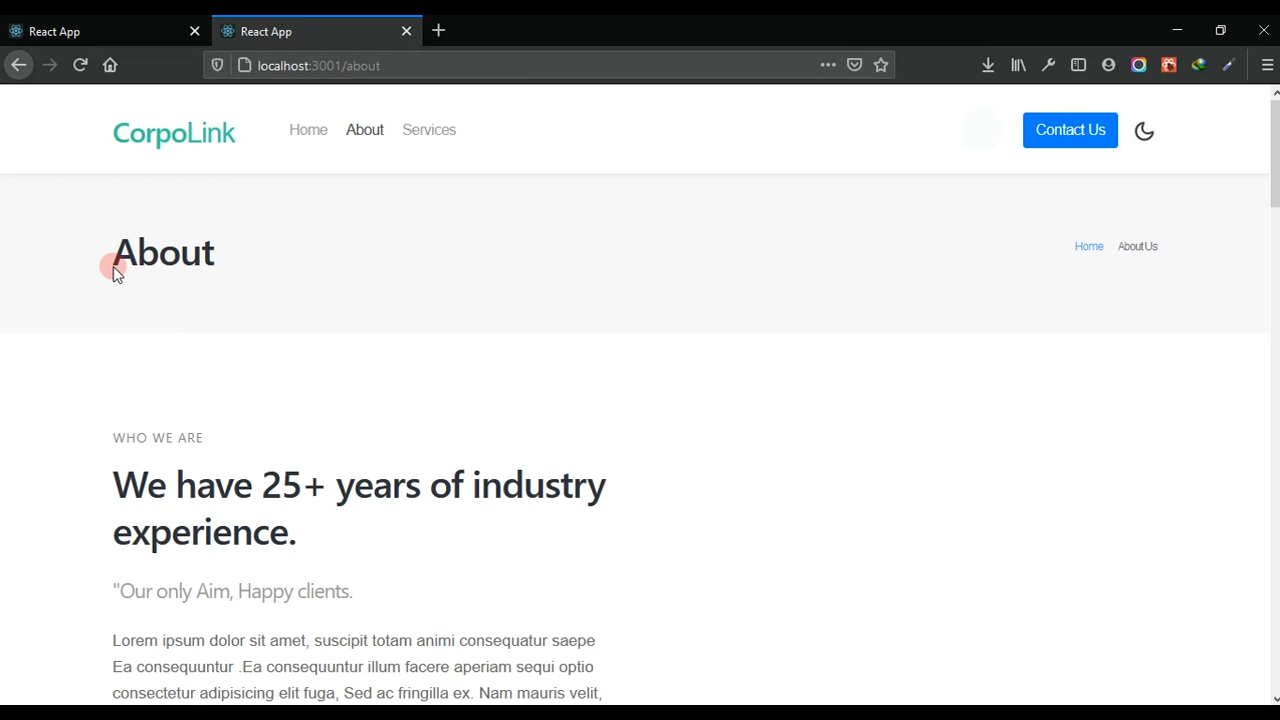 React App
React App
localhost:3001/about
CorpoLink
Home
About
Services
Contact Us
About
Home
About Us
WHO WE ARE
We have 25+ years of industry
experience.
"Our only Aim, Happy clients.
Lorem ipsum dolor sit amet, suscipit totam animi consequatur saepe
Ea consequuntur .Ea consequuntur illum facere aperiam sequi optio
consectetur adipisicing elit fuga, Sed ac fringilla ex. Nam mauris velit,